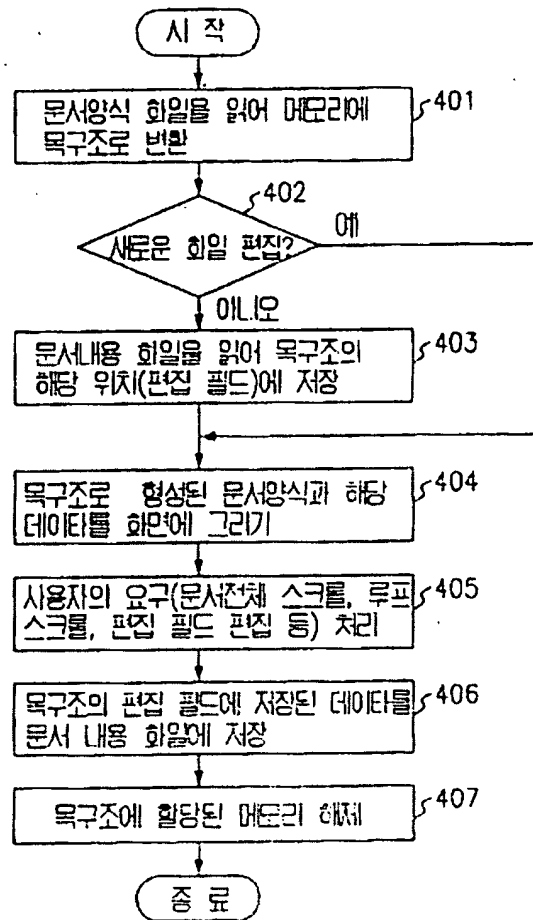 시 작
문서양식 화일을 읽어 메모리에
목구조로 변환
401
402
새로운 화일 편집?
예
아니오
문서내용 화일을 읽어 목구조의
해당 위치(편집 필드)에 저장
403
목구조로 형성된 문서양식과 해당
데이타를 화면에 그리기
404
사용자의 요구(문서전체 스크롤, 루프
스크롤, 편집 필드 편집 등) 처리
405
목구조의 편집 필드에 저장된 데이타를
문서 내용 화일에 저장
406
목구조에 할당된 메모리 해제
407
종 료